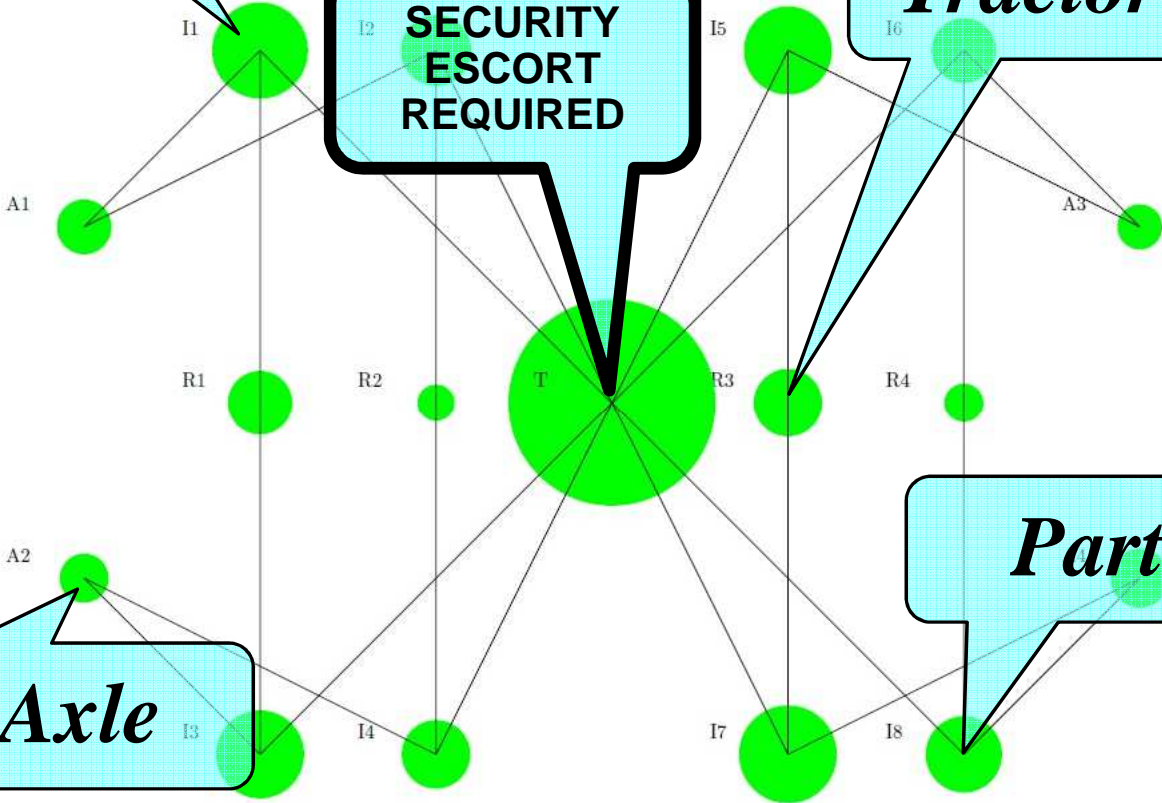 Tractor
SECURITY
ESCORT
REQUIRED
I1
I2
I5
I6
A1
A3
R1
R2
T
R3
R4
A2
Part
Axle
I3
I4
I7
I8